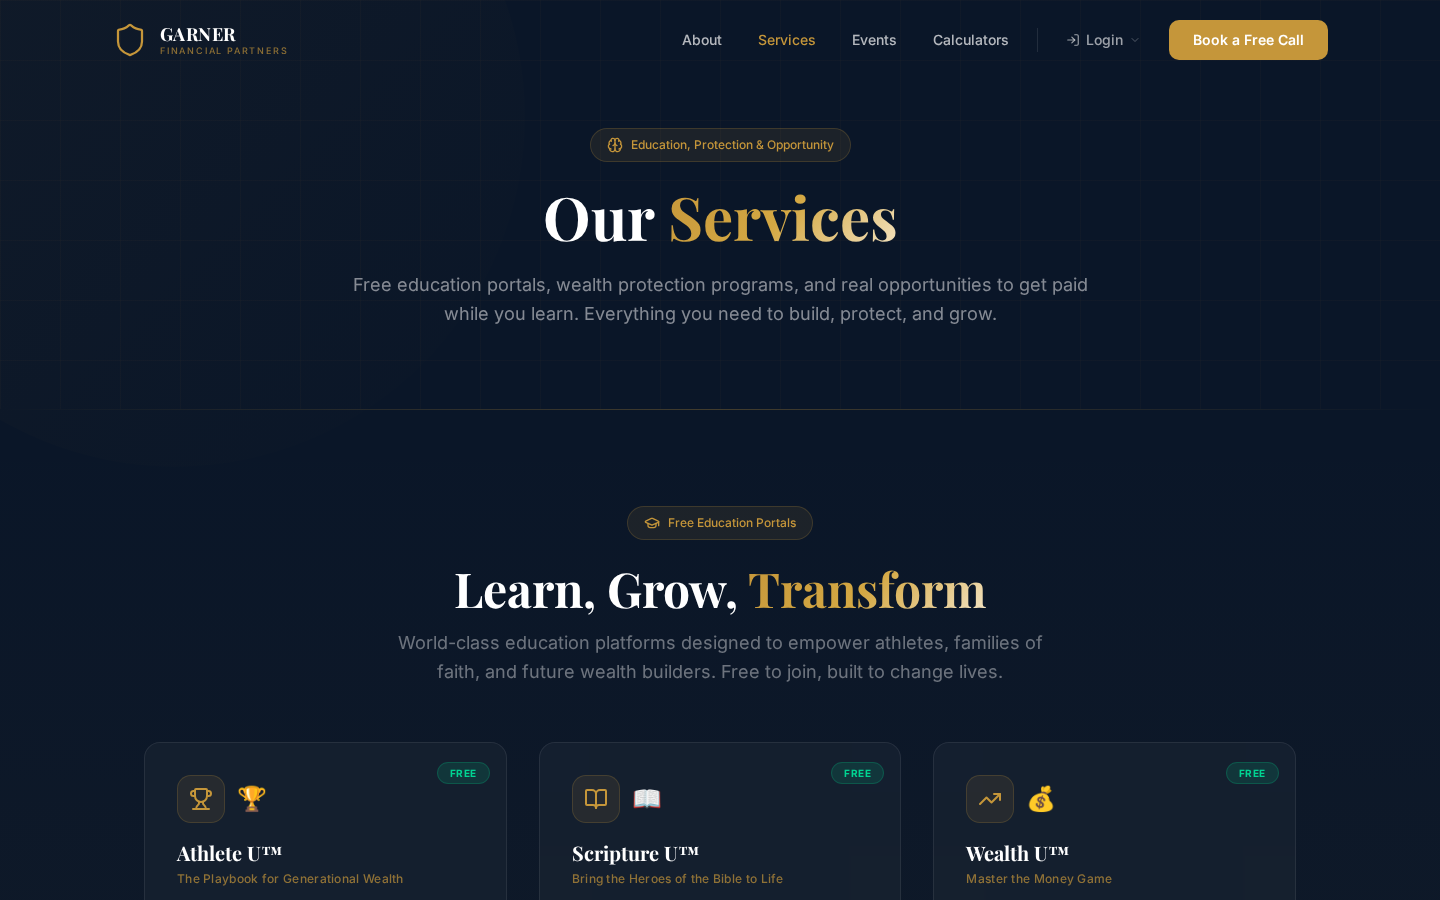 GARNER
FINANCIAL PARTNERS
About
Services
Events
Calculators
Login
Book a Free Call
Education, Protection & Opportunity
Our Services
Free education portals, wealth protection programs, and real opportunities to get paid
while you learn. Everything you need to build, protect, and grow.
Free Education Portals
Learn, Grow, Transform
World-class education platforms designed to empower athletes, families of
faith, and future wealth builders. Free to join, built to change lives.
FREE
Athlete U™
The Playbook for Generational Wealth
FREE
Scripture U™
Bring the Heroes of the Bible to Life
FREE
Wealth U™
Master the Money Game